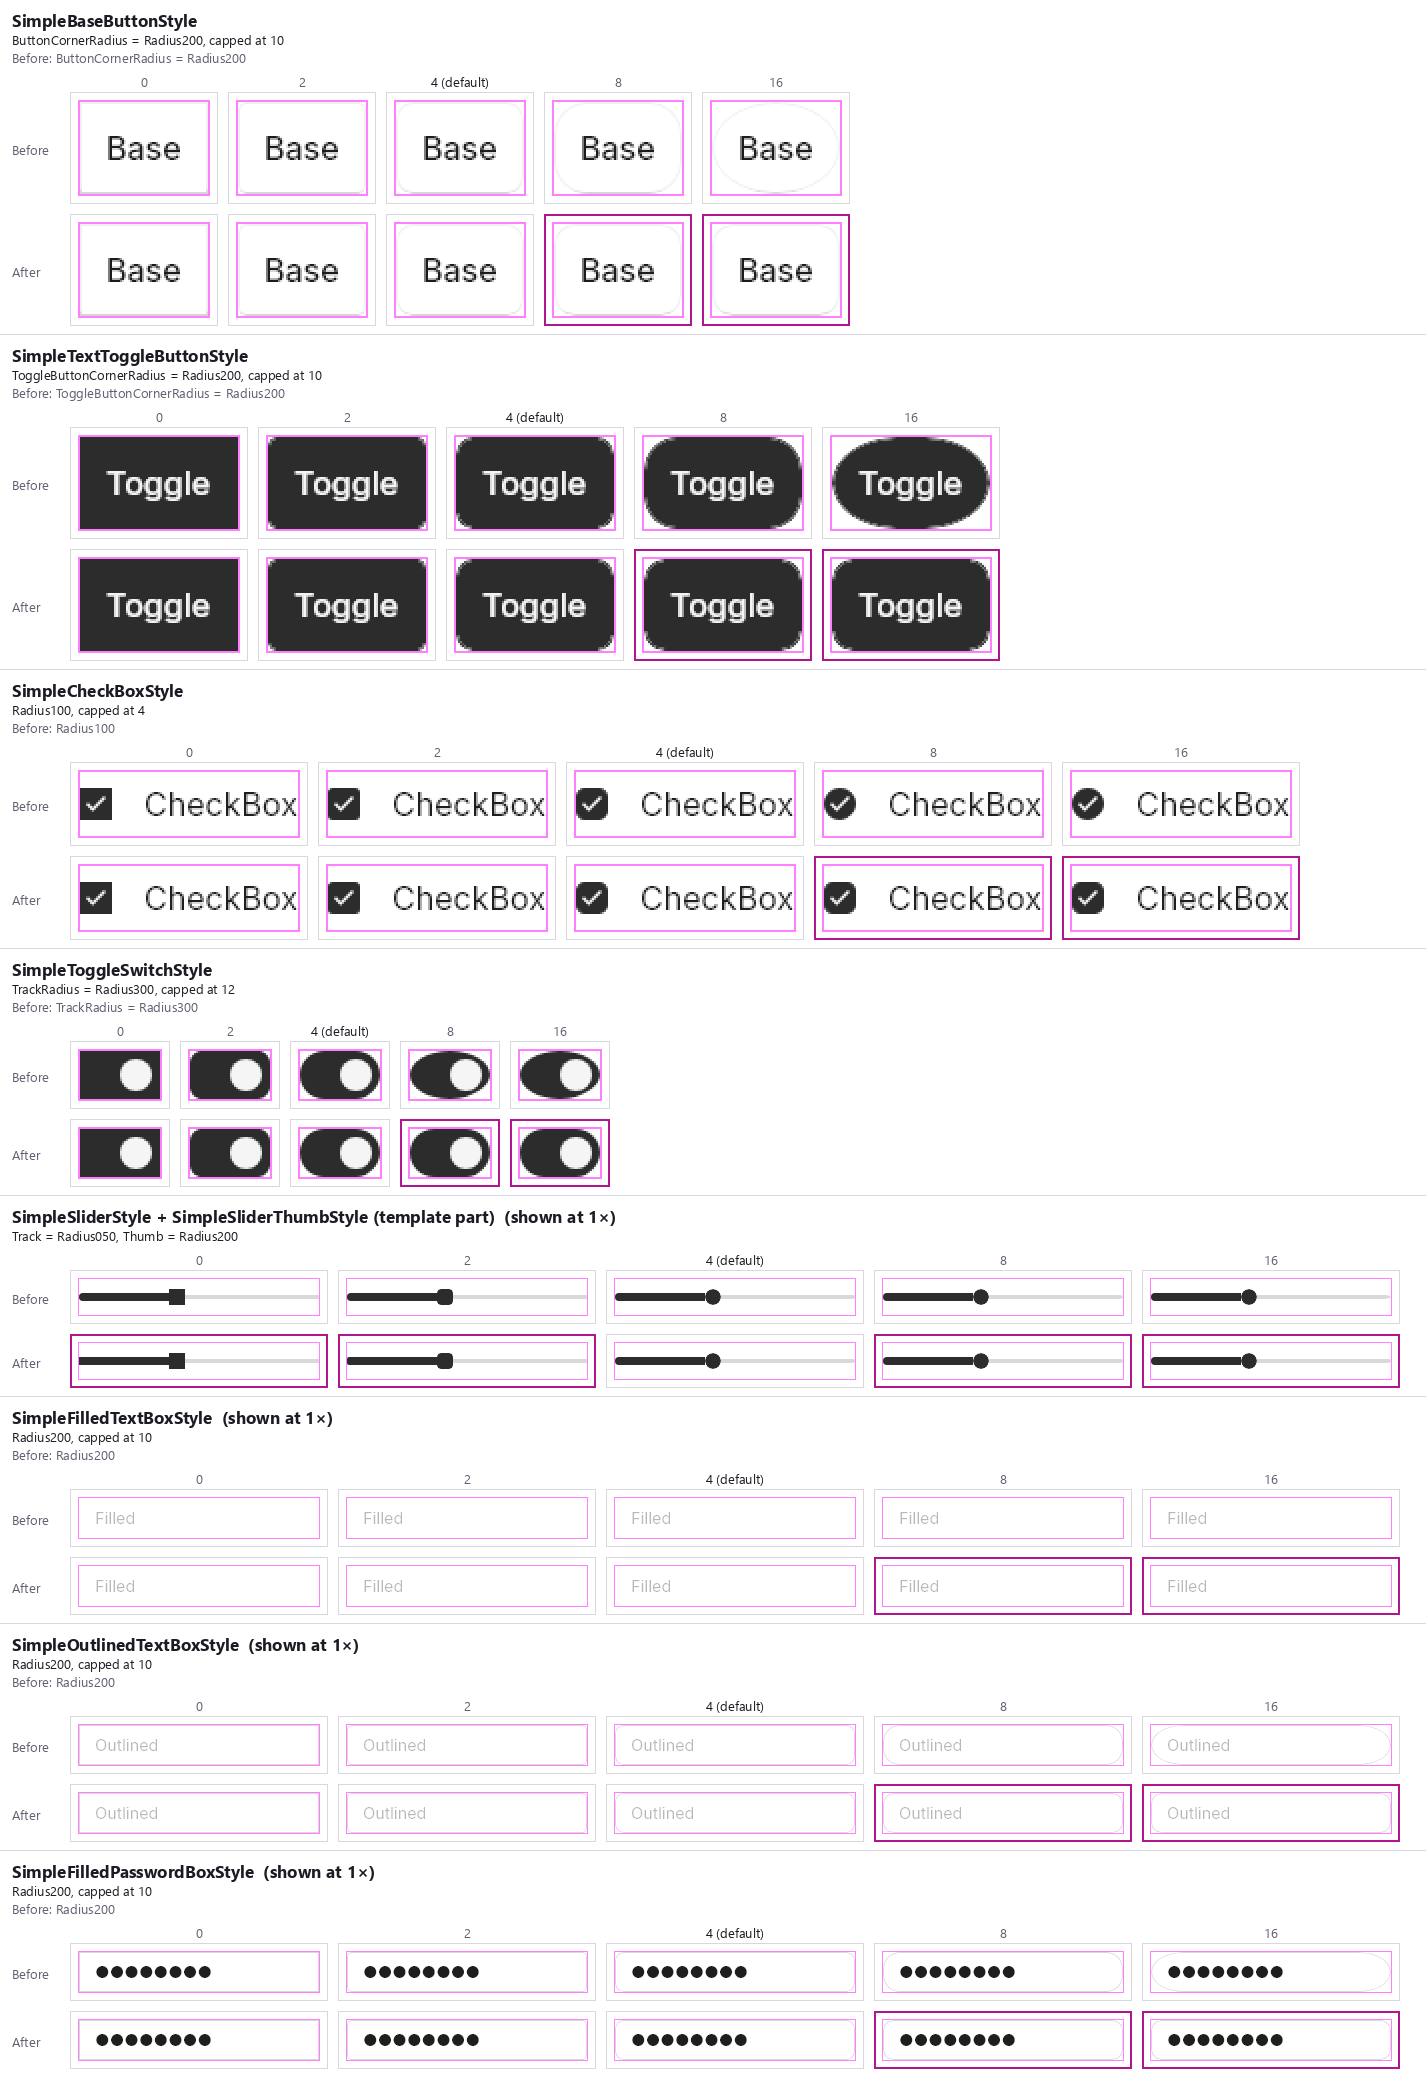 SimpleBaseButtonStyle
ButtonCornerRadius = Radius200, capped at 10
Before: ButtonCornerRadius = Radius200
0 2 4 (default) 8 16
Before Base Base Base Base Base
After Base Base Base Base Base
SimpleTextToggleButtonStyle
ToggleButtonCornerRadius = Radius200, capped at 10
Before: ToggleButtonCornerRadius = Radius200
0 2 4 (default) 8 16
Before Toggle Toggle Toggle Toggle Toggle
After Toggle Toggle Toggle Toggle Toggle
SimpleCheckBoxStyle
Radius100, capped at 4
Before: Radius100
0 2 4 (default) 8 16
Before CheckBox CheckBox CheckBox CheckBox CheckBox
After CheckBox CheckBox CheckBox CheckBox CheckBox
SimpleToggleSwitchStyle
TrackRadius = Radius300, capped at 12
Before: TrackRadius = Radius300
0 2 4 (default) 8 16
Before
After
SimpleSliderStyle + SimpleSliderThumbStyle (template part) (shown at 1×)
Track = Radius050, Thumb = Radius200
0 2 4 (default) 8 16
Before
After
SimpleFilledTextBoxStyle (shown at 1×)
Radius200, capped at 10
Before: Radius200
0 2 4 (default) 8 16
Before Filled Filled Filled Filled Filled
After Filled Filled Filled Filled Filled
SimpleOutlinedTextBoxStyle (shown at 1×)
Radius200, capped at 10
Before: Radius200
0 2 4 (default) 8 16
Before Outlined Outlined Outlined Outlined Outlined
After Outlined Outlined Outlined Outlined Outlined
SimpleFilledPasswordBoxStyle (shown at 1×)
Radius200, capped at 10
Before: Radius200
0 2 4 (default) 8 16
Before ●●●●●●●● ●●●●●●●● ●●●●●●●● ●●●●●●●● ●●●●●●●●
After ●●●●●●●● ●●●●●●●● ●●●●●●●● ●●●●●●●● ●●●●●●●●